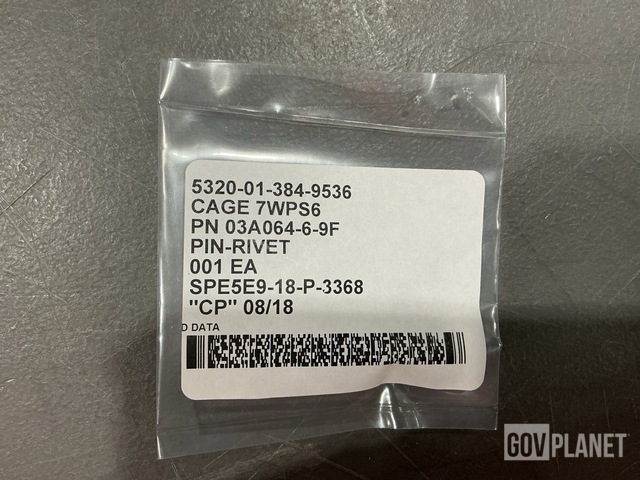 5320-01-384-9536
CAGE 7WPS6
PN 03A064-6-9F
PIN-RIVET
001 EA
SPE5E9-18-P-3368
"CP" 08/18
D DATA
GOVPLANET